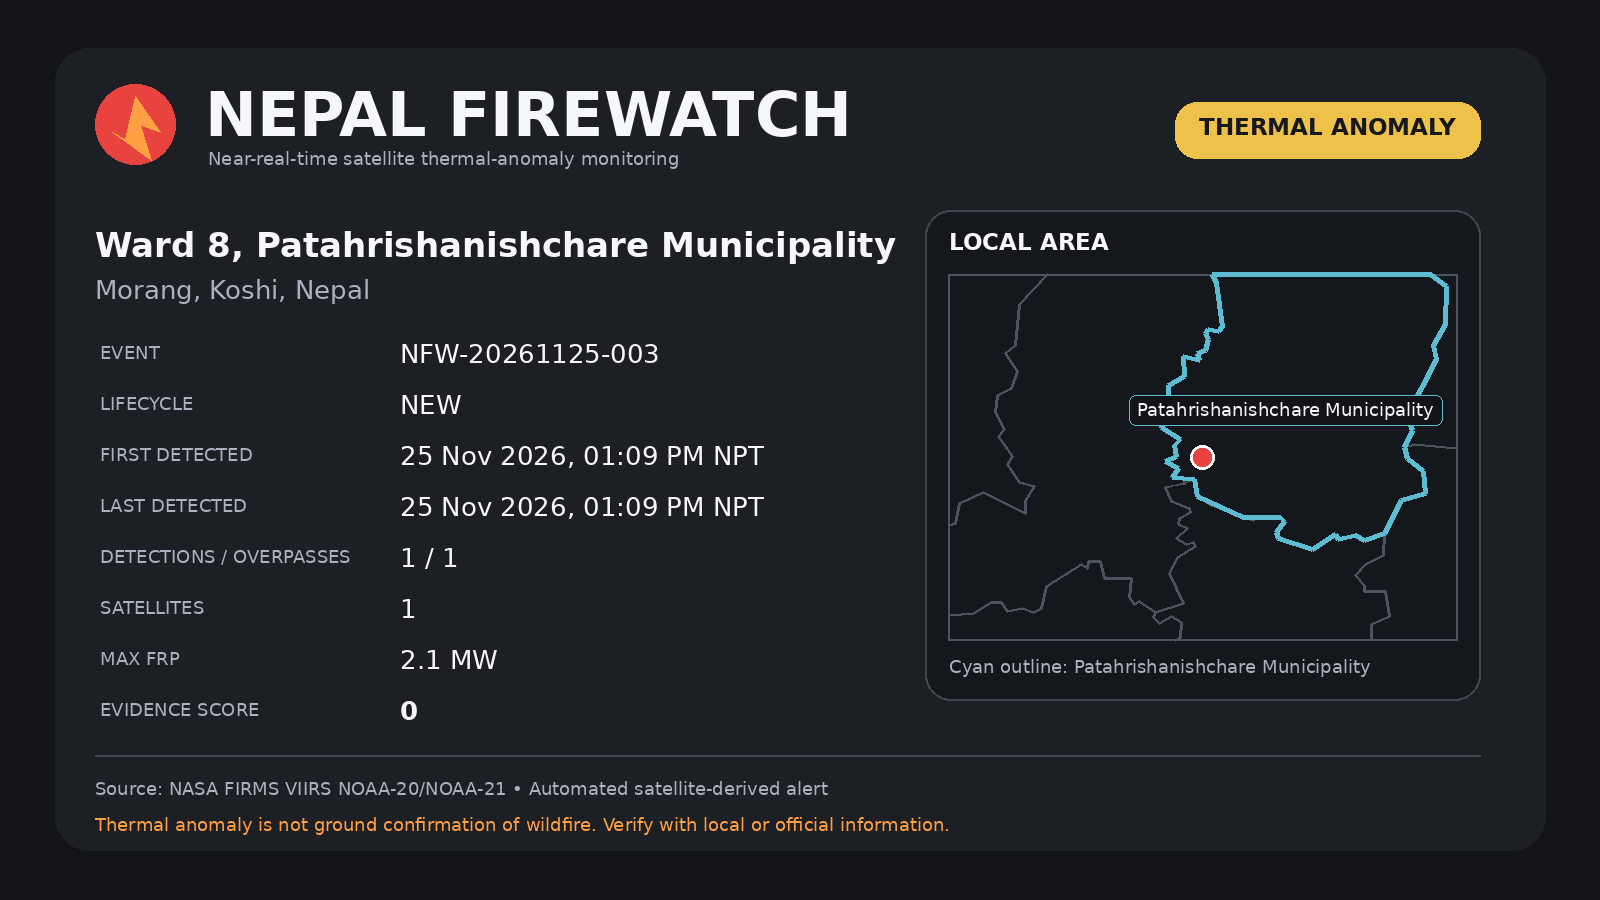 NEPAL FIREWATCH
Near-real-time satellite thermal-anomaly monitoring
THERMAL ANOMALY
Ward 8, Patahrishanishchare Municipality
Morang, Koshi, Nepal
EVENT NFW-20261125-003
LIFECYCLE NEW
FIRST DETECTED 25 Nov 2026, 01:09 PM NPT
LAST DETECTED 25 Nov 2026, 01:09 PM NPT
DETECTIONS / OVERPASSES 1 / 1
SATELLITES 1
MAX FRP 2.1 MW
EVIDENCE SCORE 0
LOCAL AREA
Patahrishanishchare Municipality
Cyan outline: Patahrishanishchare Municipality
Source: NASA FIRMS VIIRS NOAA-20/NOAA-21 • Automated satellite-derived alert
Thermal anomaly is not ground confirmation of wildfire. Verify with local or official information.